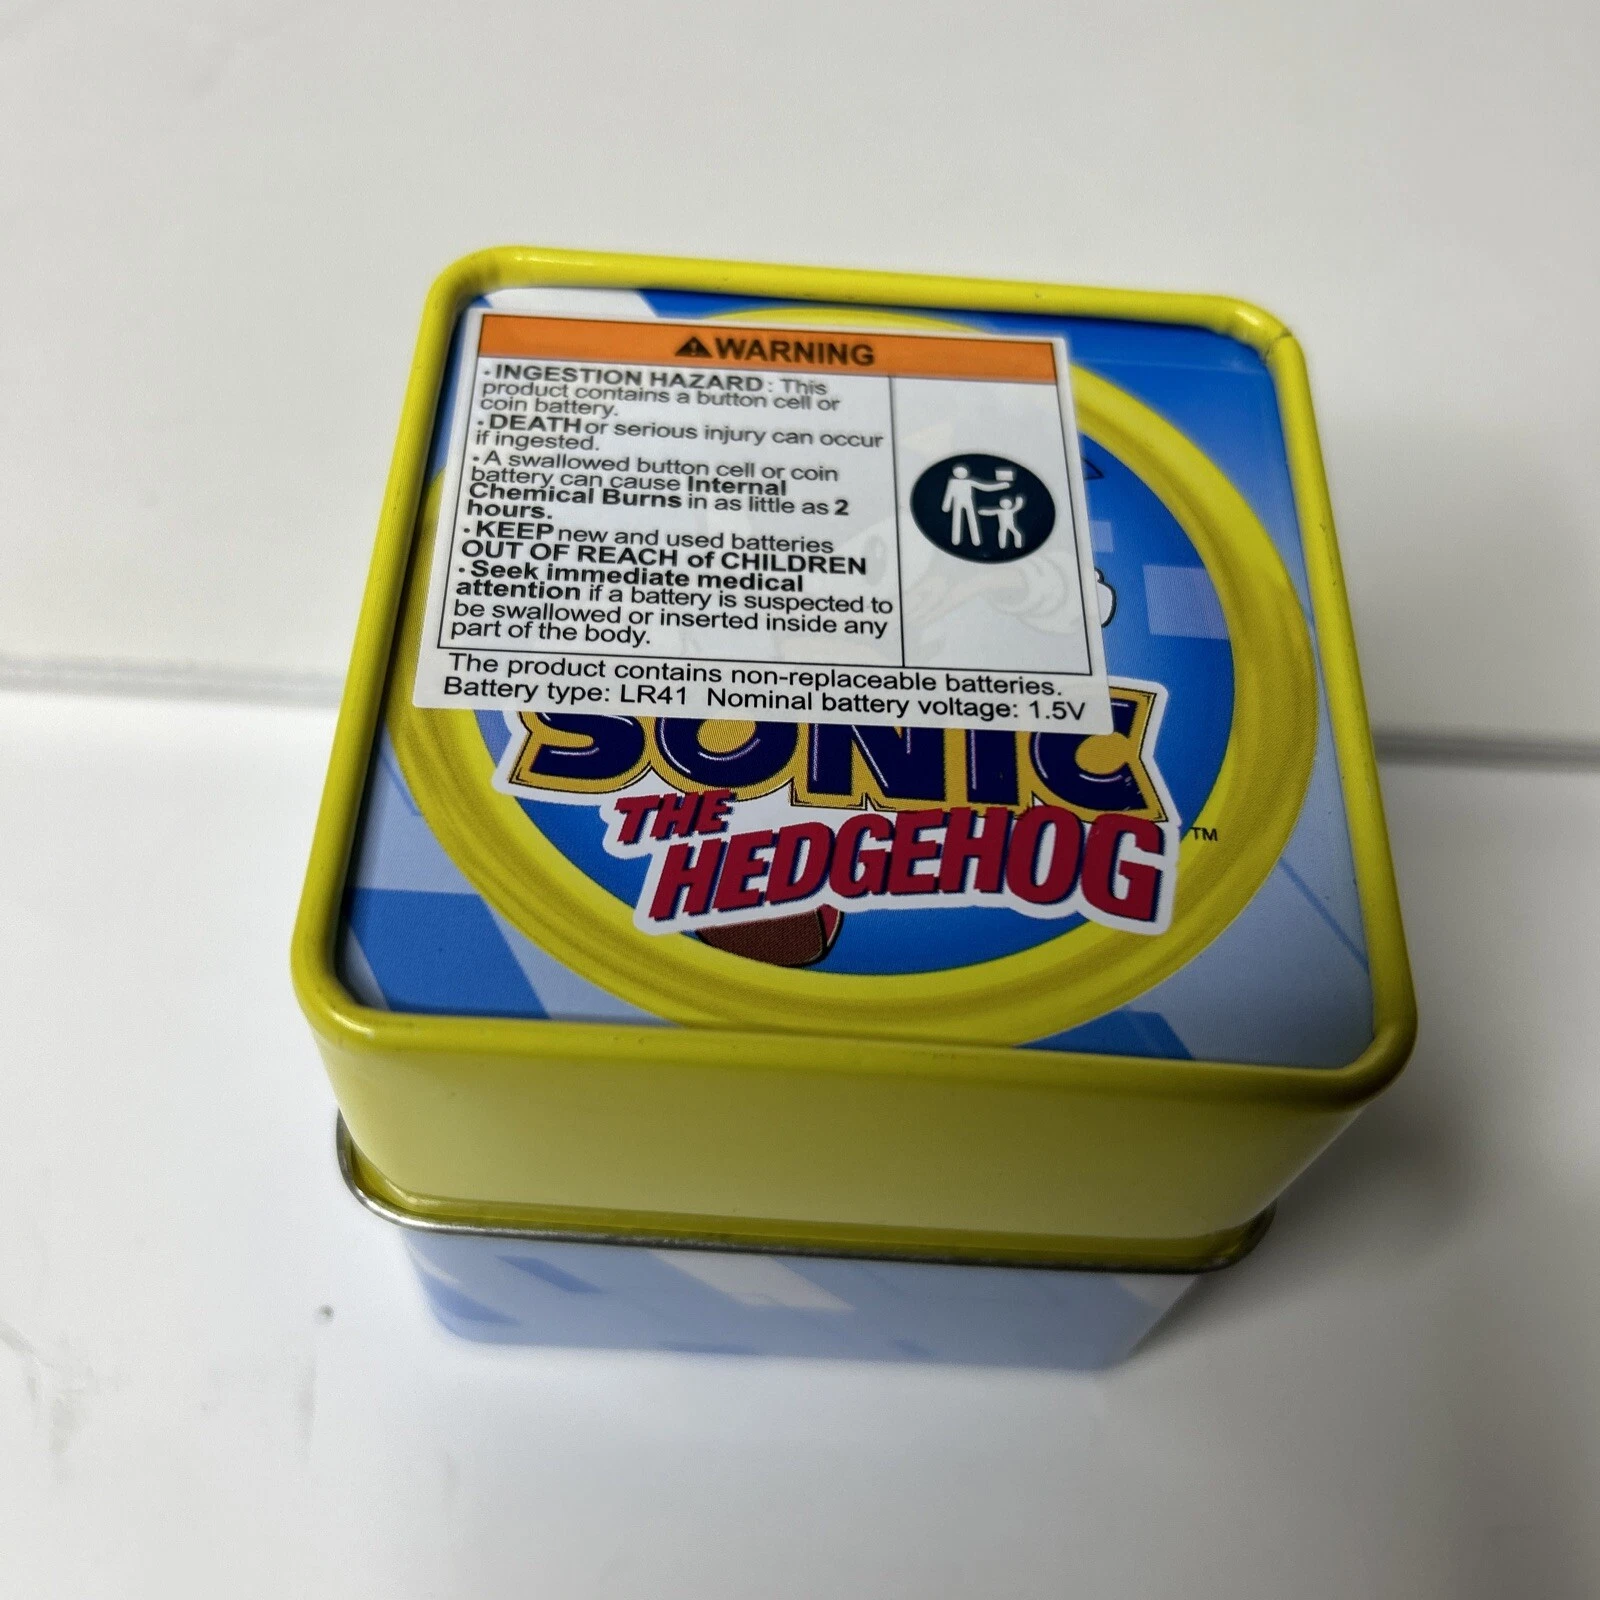 WARNING
·INGESTION HAZARD: This
product contains a button cell or
coin battery.
·DEATH or serious injury can occur
if ingested.
·A swallowed button cell or coin
battery can cause Internal
Chemical Burns in as little as 2
hours.
·KEEP new and used batteries
OUT OF REACH of CHILDREN
·Seek immediate medical
attention if a battery is suspected to
be swallowed or inserted inside any
part of the body.
The product contains non-replaceable batteries.
Battery type: LR41 Nominal battery voltage: 1.5V
SONIC
THE
HEDGEHOG
TM